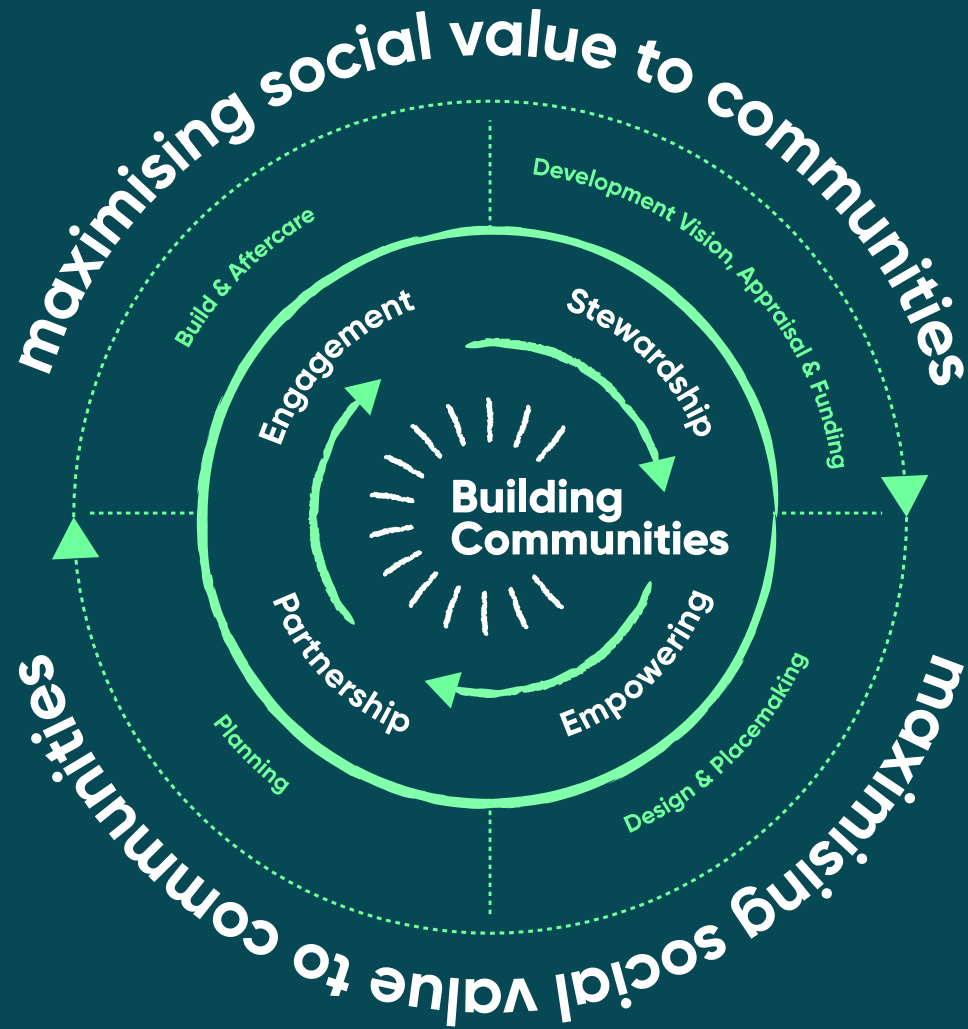 maximising social value to communities
Build & Aftercare
Development Vision, Appraisal & Funding
Engagement
Stewardship
Building
Communities
Partnership
Empowering
Planning
Design & Placemaking
maximising social value to communities